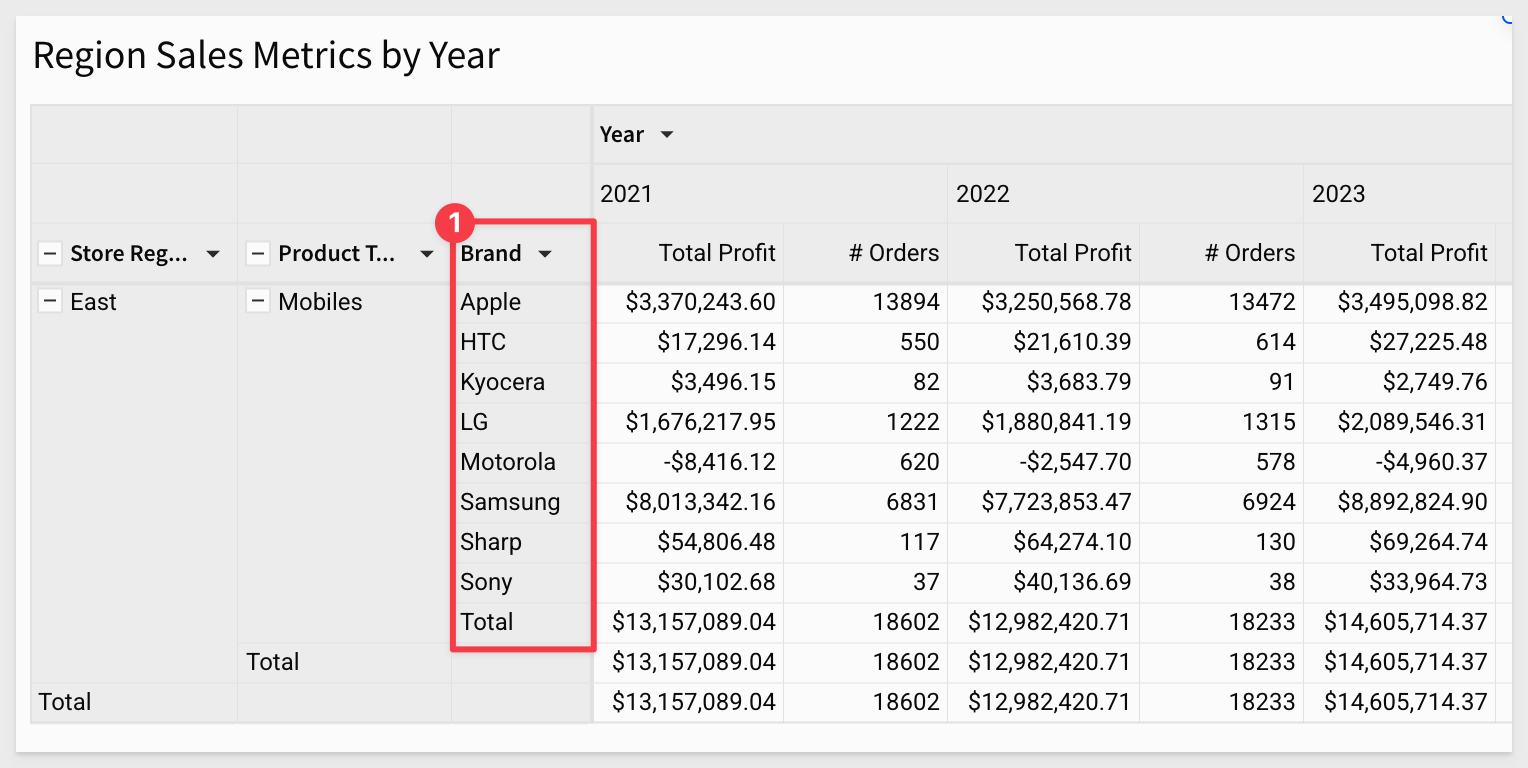 Region Sales Metrics by Year
Year
2021 2022 2023
1
Store Reg... Product T... Brand Total Profit # Orders Total Profit # Orders Total Profit
East Mobiles Apple $3,370,243.60 13894 $3,250,568.78 13472 $3,495,098.82
HTC $17,296.14 550 $21,610.39 614 $27,225.48
Kyocera $3,496.15 82 $3,683.79 91 $2,749.76
LG $1,676,217.95 1222 $1,880,841.19 1315 $2,089,546.31
Motorola -$8,416.12 620 -$2,547.70 578 -$4,960.37
Samsung $8,013,342.16 6831 $7,723,853.47 6924 $8,892,824.90
Sharp $54,806.48 117 $64,274.10 130 $69,264.74
Sony $30,102.68 37 $40,136.69 38 $33,964.73
Total $13,157,089.04 18602 $12,982,420.71 18233 $14,605,714.37
Total $13,157,089.04 18602 $12,982,420.71 18233 $14,605,714.37
Total $13,157,089.04 18602 $12,982,420.71 18233 $14,605,714.37